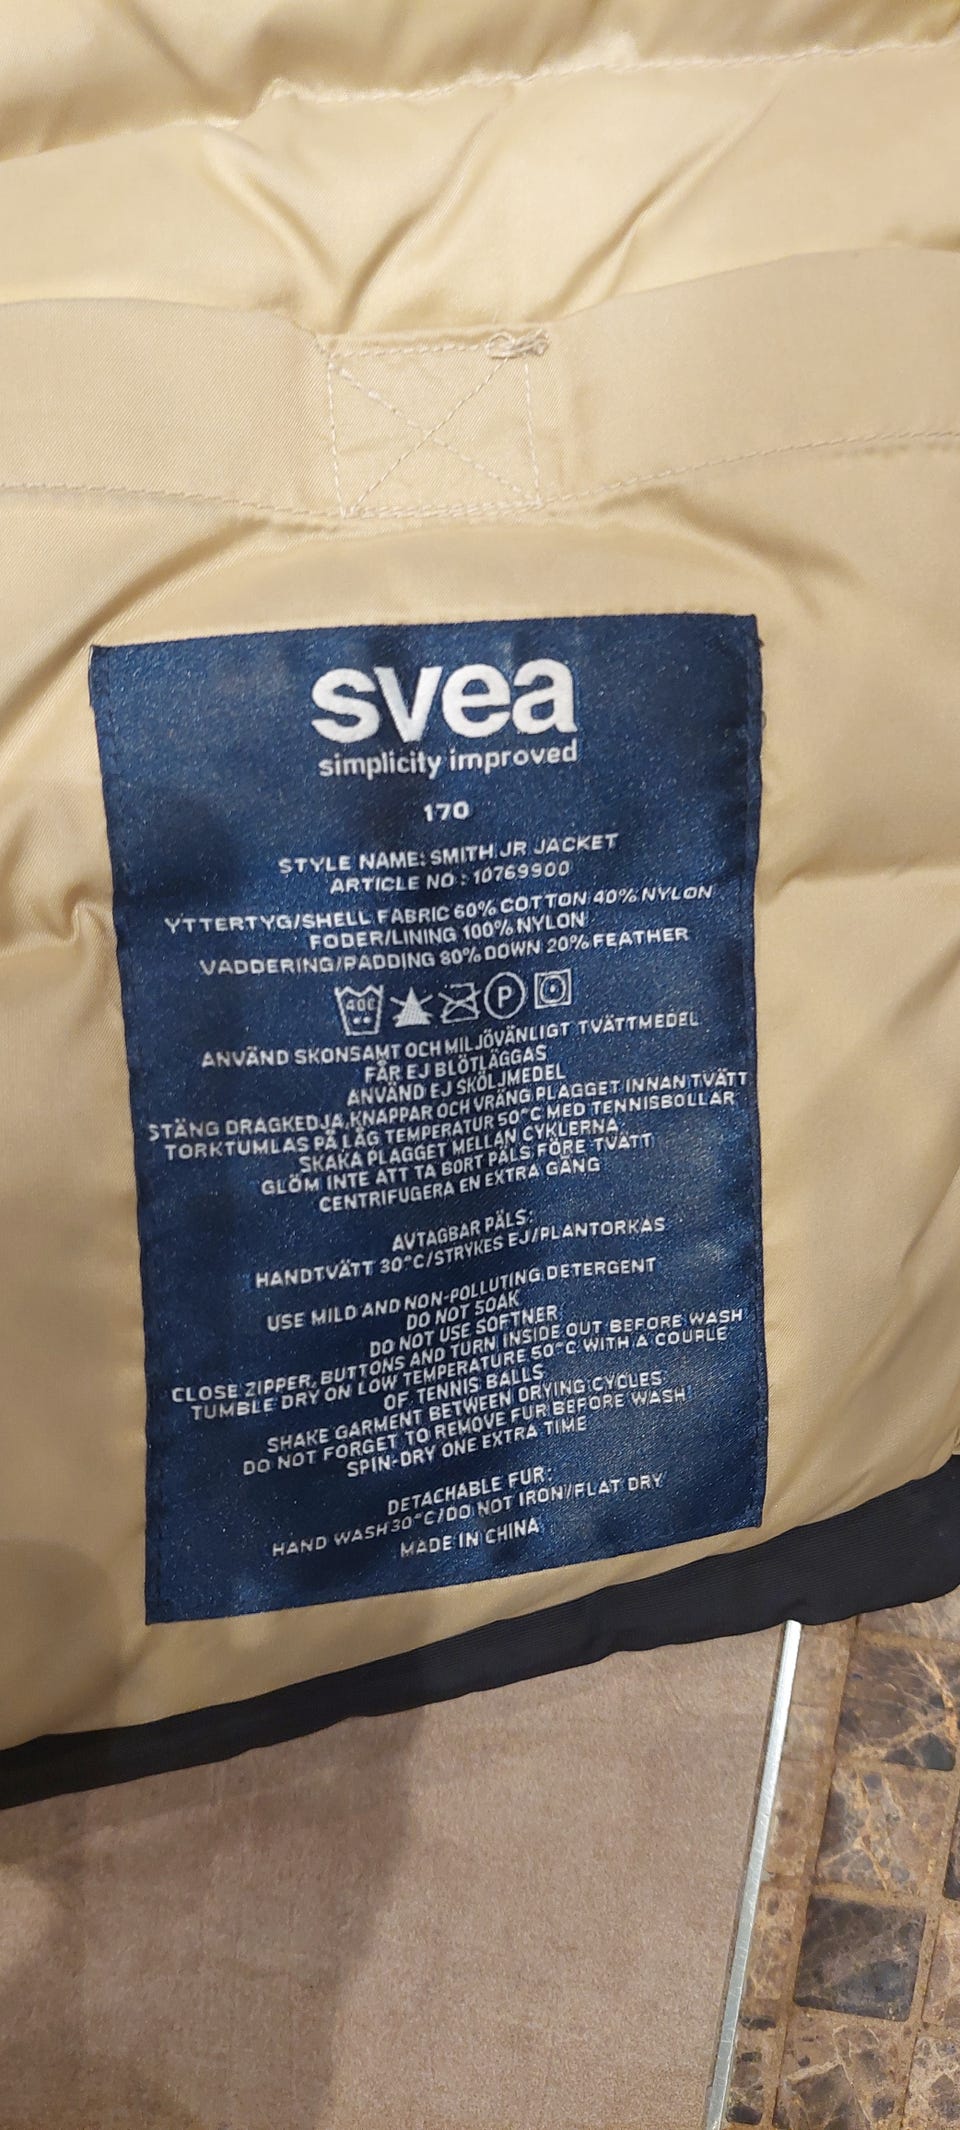 svea
simplicity improved
170
STYLE NAME: SMITH JR JACKET
ARTICLE NO : 10769900
YTTERTYG/SHELL FABRIC 60% COTTON 40% NYLON
FODER/LINING 100% NYLON
VADDERING/PADDING 80% DOWN 20% FEATHER
40C P
ANVÄND SKONSAMT OCH MILJÖVÄNLIGT TVÄTTMEDEL
FÅR EJ BLÖTLÄGGAS
ANVÄND EJ SKÖLJMEDEL
STÄNG DRAGKEDJA, KNAPPAR OCH VRÄNG PLAGGET INNAN TVÄTT
TORKTUMLAS PÅ LÅG TEMPERATUR 50°C MED TENNISBOLLAR
SKAKA PLAGGET MELLAN CYKLERNA
GLÖM INTE ATT TA BORT PÄLS FÖRE TVÄTT
CENTRIFUGERA EN EXTRA GÅNG
AVTAGBAR PÄLS:
HANDTVÄTT 30°C/STRYKES EJ/PLANTORKAS
USE MILD AND NON-POLLUTING DETERGENT
DO NOT SOAK
DO NOT USE SOFTNER
CLOSE ZIPPER, BUTTONS AND TURN INSIDE OUT BEFORE WASH
TUMBLE DRY ON LOW TEMPERATURE 50°C WITH A COUPLE
OF TENNIS BALLS
SHAKE GARMENT BETWEEN DRYING CYCLES
DO NOT FORGET TO REMOVE FUR BEFORE WASH
SPIN-DRY ONE EXTRA TIME
DETACHABLE FUR:
HAND WASH 30°C/DO NOT IRON/FLAT DRY
MADE IN CHINA